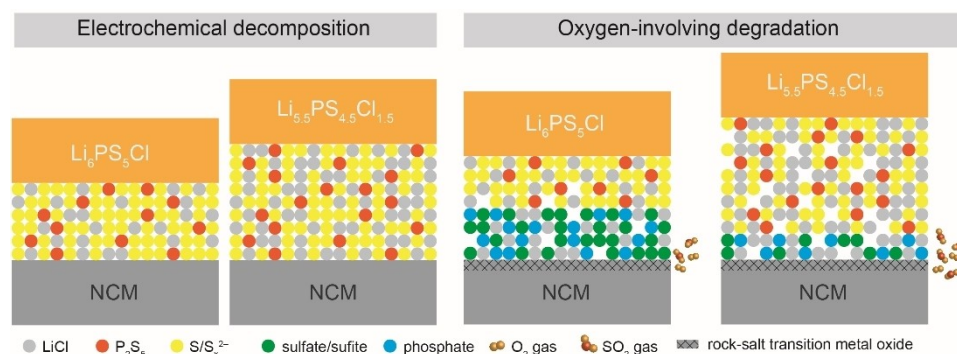 Electrochemical decomposition
Oxygen-involving degradation
Li₆PS₅Cl
Li₅.₅PS₄.₅Cl₁.₅
Li₆PS₅Cl
Li₅.₅PS₄.₅Cl₁.₅
NCM
NCM
NCM
NCM
LiCl P₂S₅ S/Sₓ²⁻ sulfate/sufite phosphate O₂ gas SO₂ gas rock-salt transition metal oxide